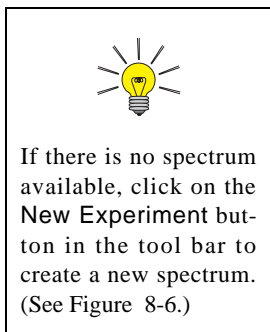 If there is no spectrum
available, click on the
New Experiment but-
ton in the tool bar to
create a new spectrum.
(See Figure 8-6.)